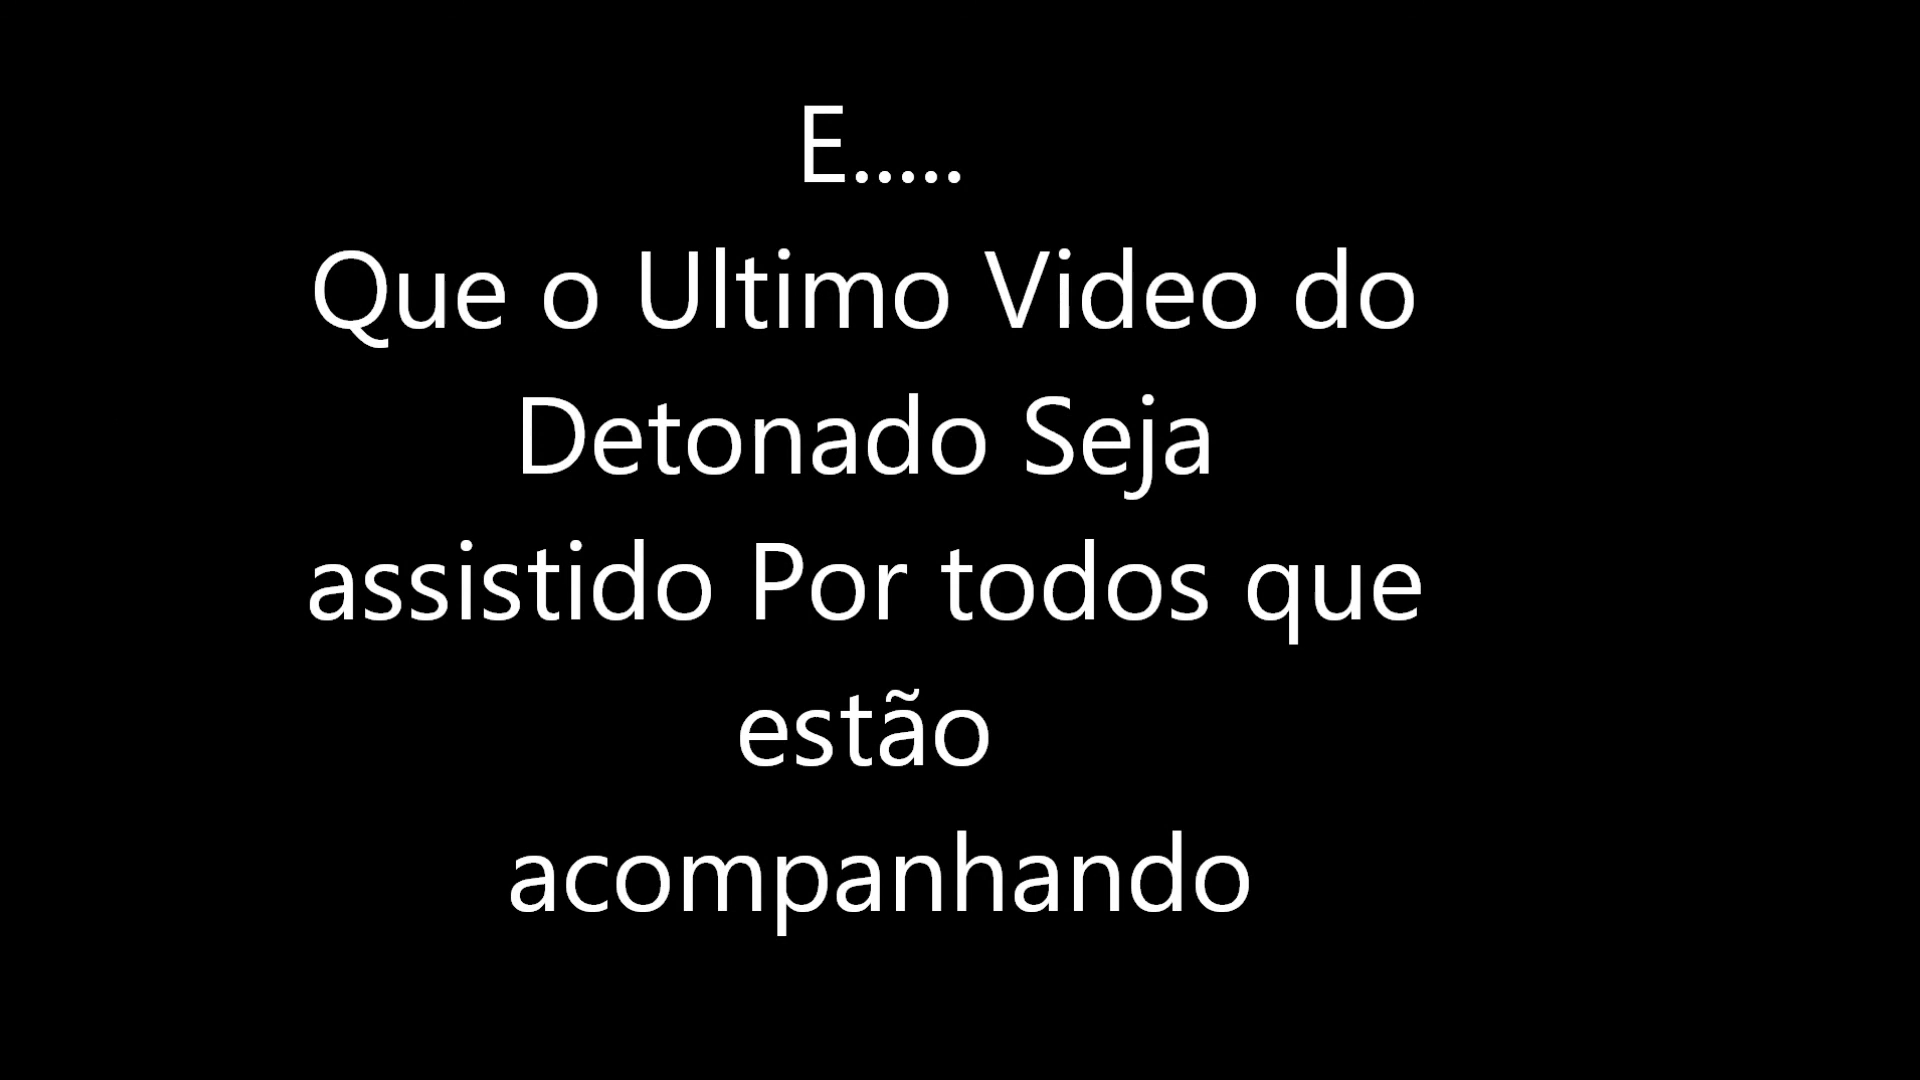 E.....
Que o Ultimo Video do
Detonado Seja
assistido Por todos que
estão
acompanhando